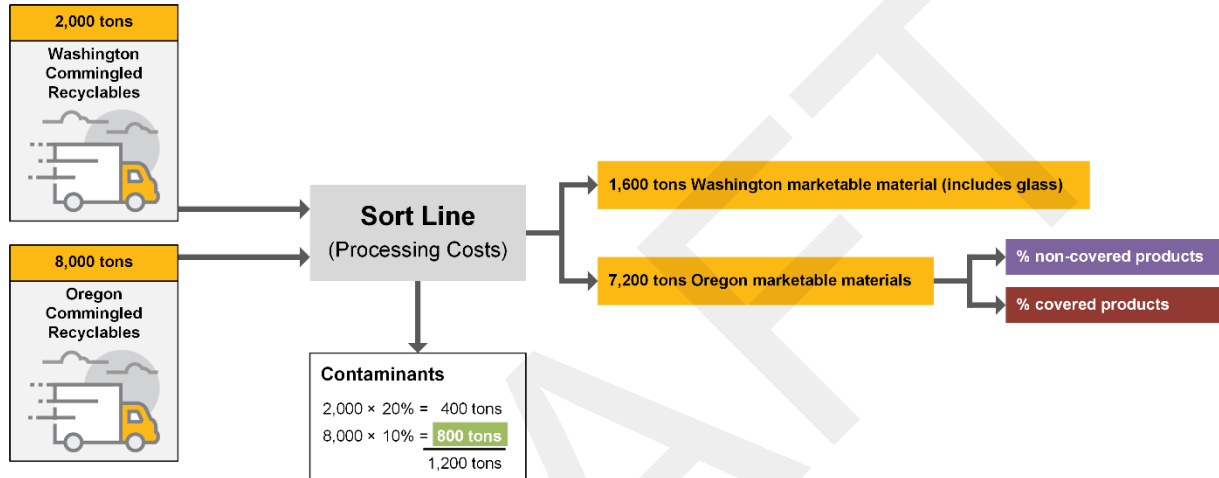 2,000 tons
Washington
Commingled
Recyclables
8,000 tons
Oregon
Commingled
Recyclables
Sort Line
(Processing Costs)
Contaminants
2,000 × 20% = 400 tons
8,000 × 10% = 800 tons
1,200 tons
1,600 tons Washington marketable material (includes glass)
7,200 tons Oregon marketable materials
% non-covered products
% covered products
AFT